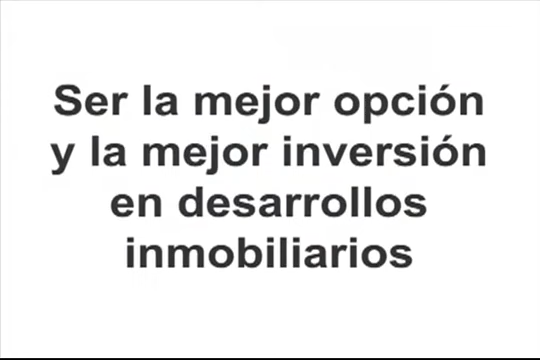 Ser la mejor opción
y la mejor inversión
en desarrollos
inmobiliarios